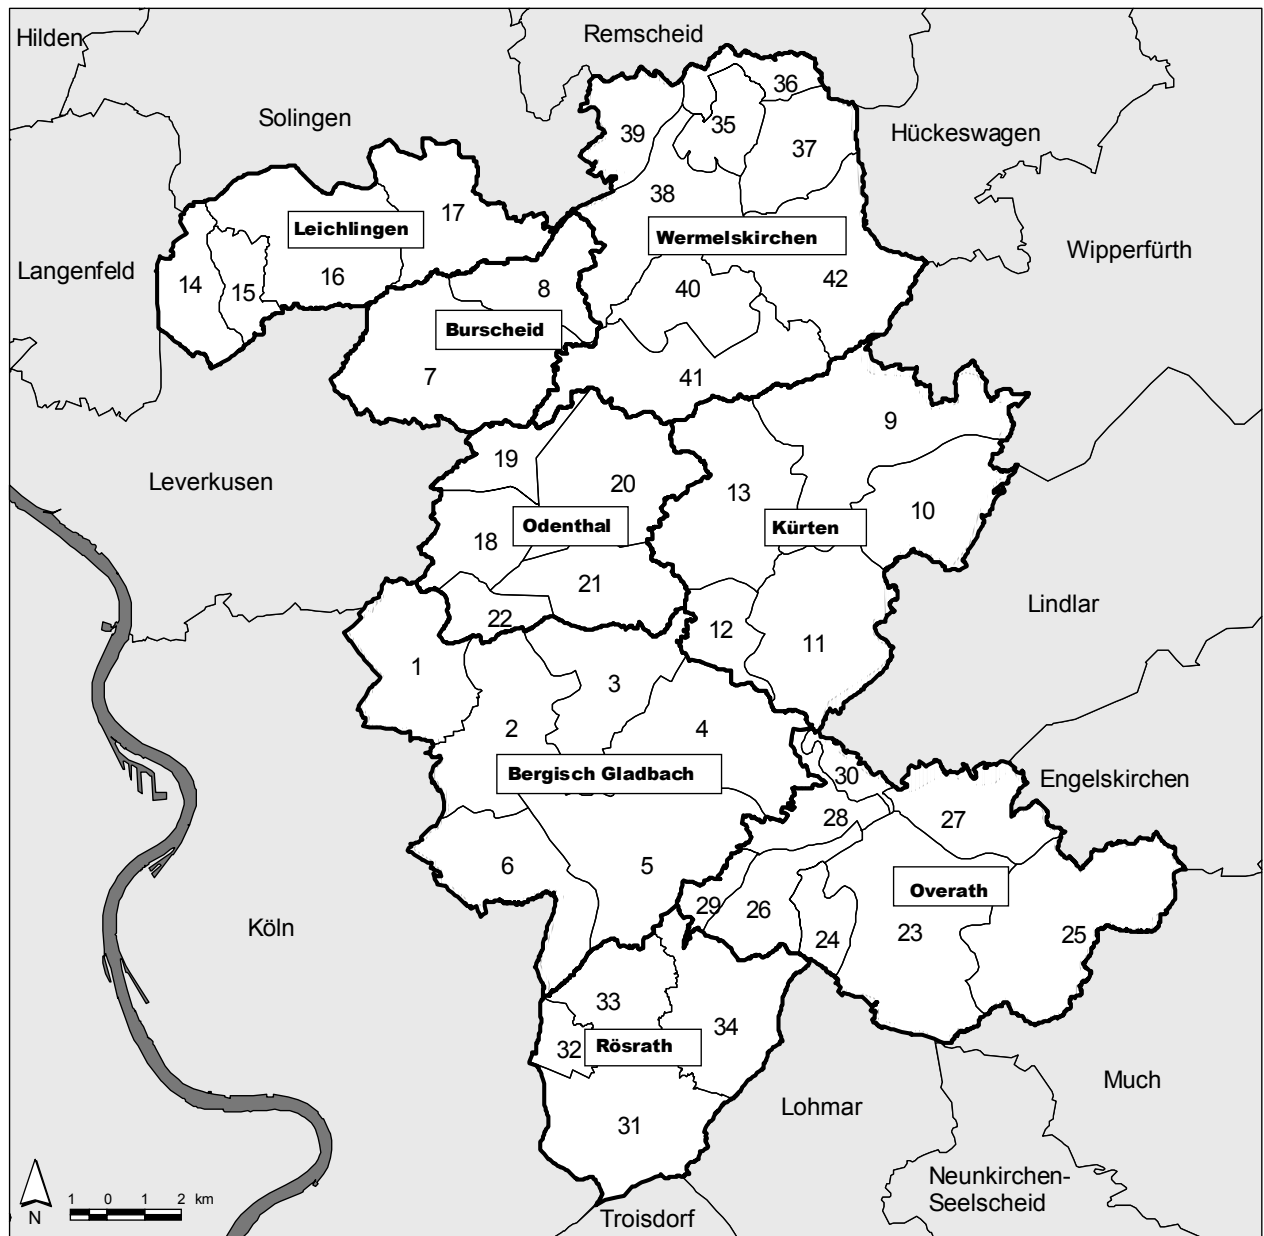 Hilden
Remscheid
36
Solingen
39
35
Hückeswagen
37
38
17
Leichlingen
Wermelskirchen
Wipperfürth
Langenfeld
14
15
16
8
40
42
Burscheid
7
41
9
19
20
13
10
Leverkusen
Odenthal
Kürten
18
21
22
12
11
Lindlar
1
3
2
4
Bergisch Gladbach
30
Engelskirchen
28
27
6
5
Overath
29
26
24
23
25
Köln
33
34
32
Rösrath
31
Lohmar
Much
Neunkirchen-
Seelscheid
Troisdorf
N
1 0 1 2 km